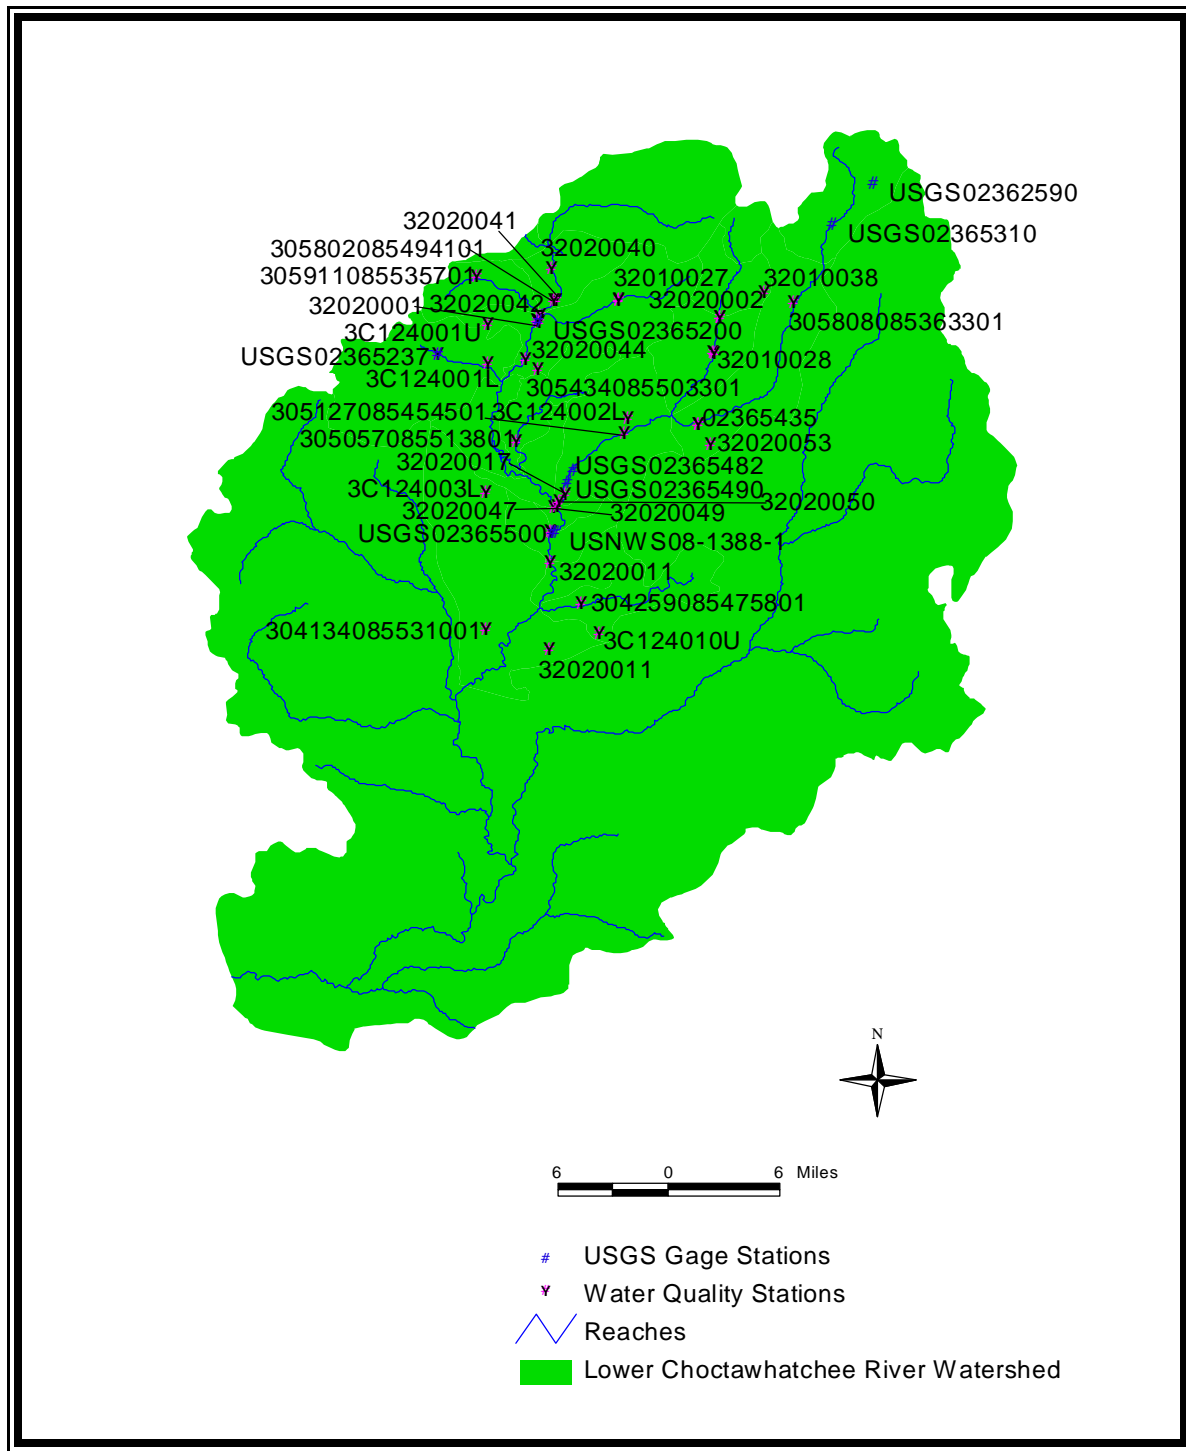 USGS02362590
32020041
USGS02365310
305802085494101
32020040
305911085535701
32010027
32010038
32020001
32020042
32020002
3C124001U
USGS02365200
305808085363301
USGS02365237
32020044
32010028
3C124001L
305434085503301
305127085454501
3C124002L
02365435
305057085513801
32020053
32020017
USGS02365482
3C124003L
USGS02365490
32020050
32020047
32020049
USGS02365500
USNWS08-1388-1
32020011
304259085475801
304134085531001
3C124010U
32020011
N
6 0 6 Miles
USGS Gage Stations
Water Quality Stations
Reaches
Lower Choctawhatchee River Watershed